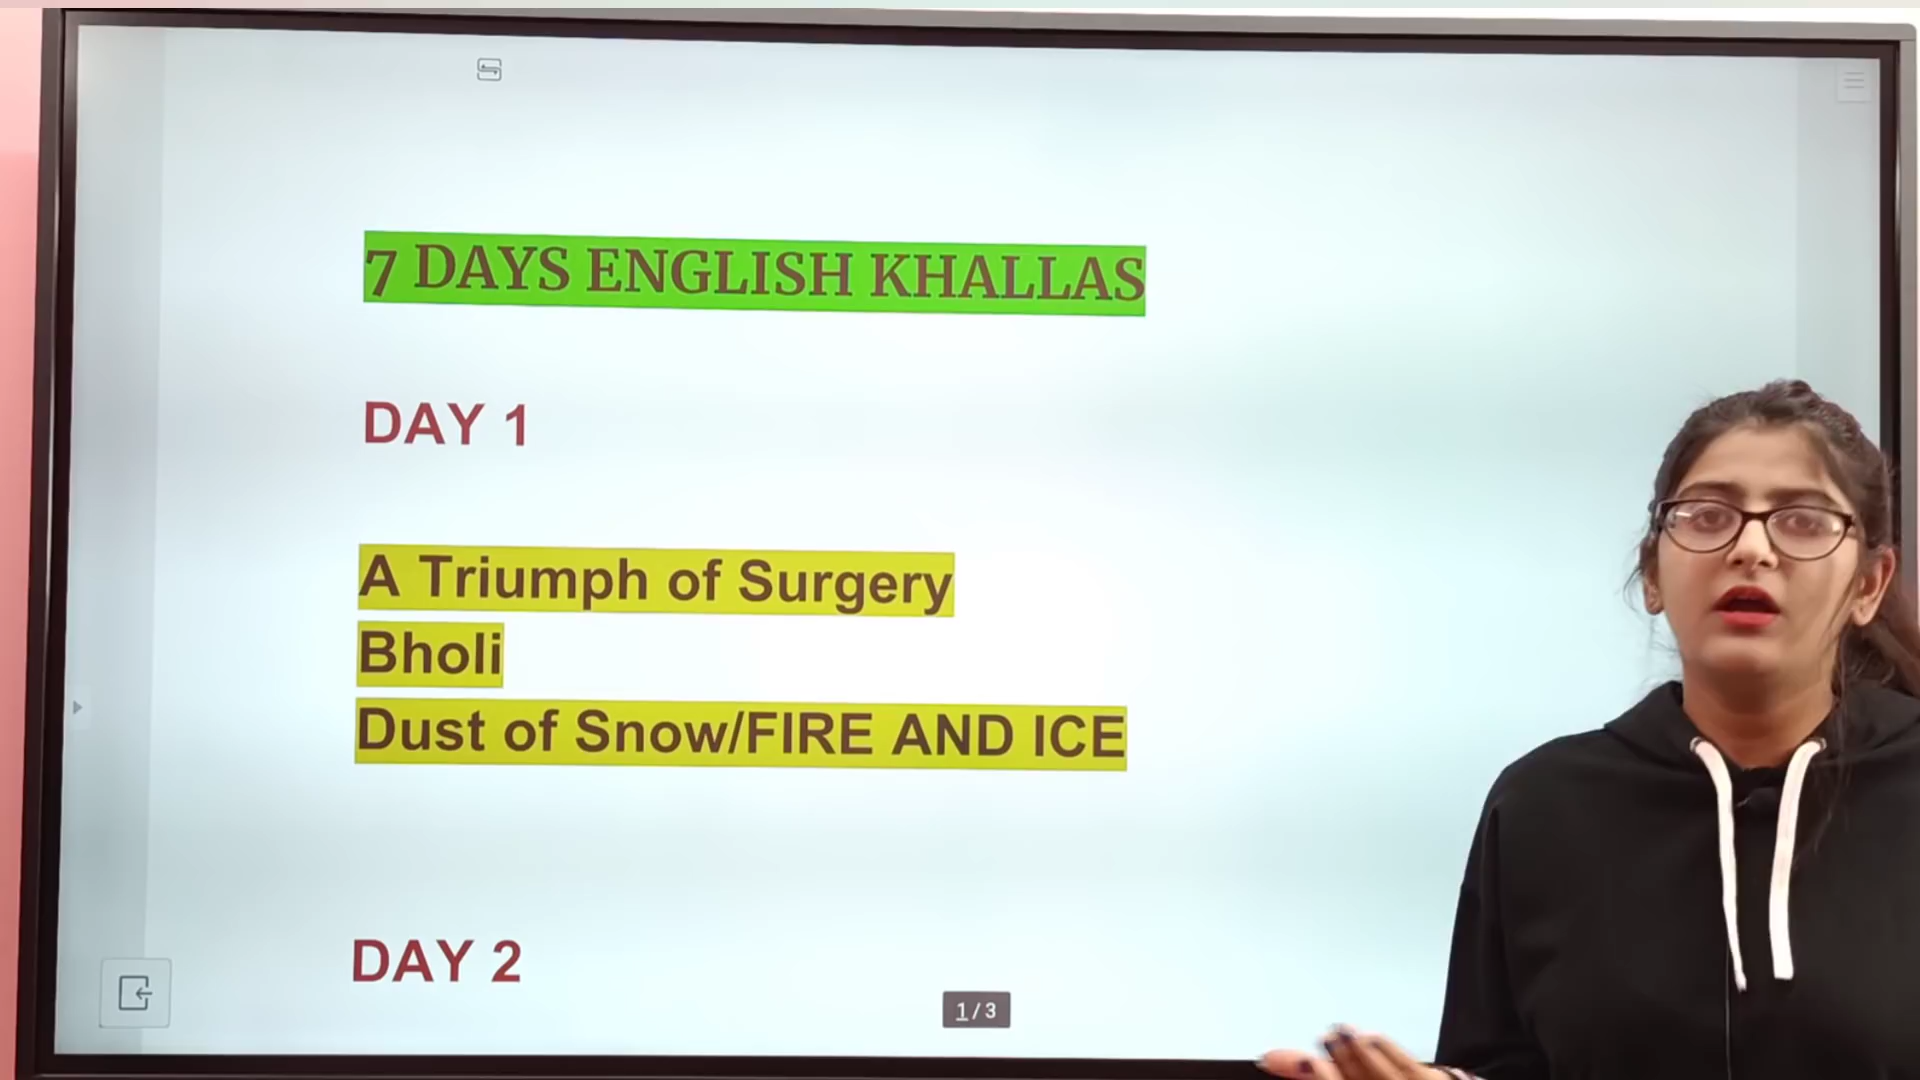 7 DAYS ENGLISH KHALLAS
DAY 1
A Triumph of Surgery
Bholi
Dust of Snow/FIRE AND ICE
DAY 2
1/3